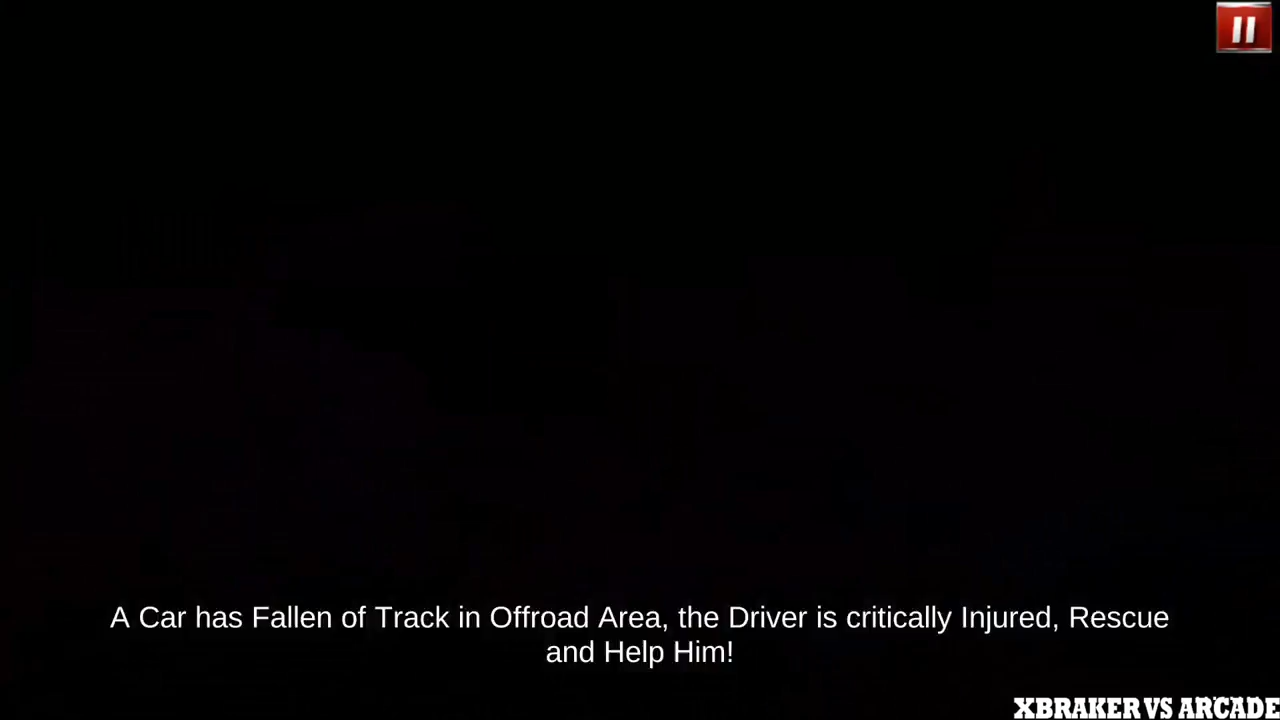 A Car has Fallen of Track in Offroad Area, the Driver is critically Injured, Rescue
and Help Him!
XBRAKER VS ARCADE